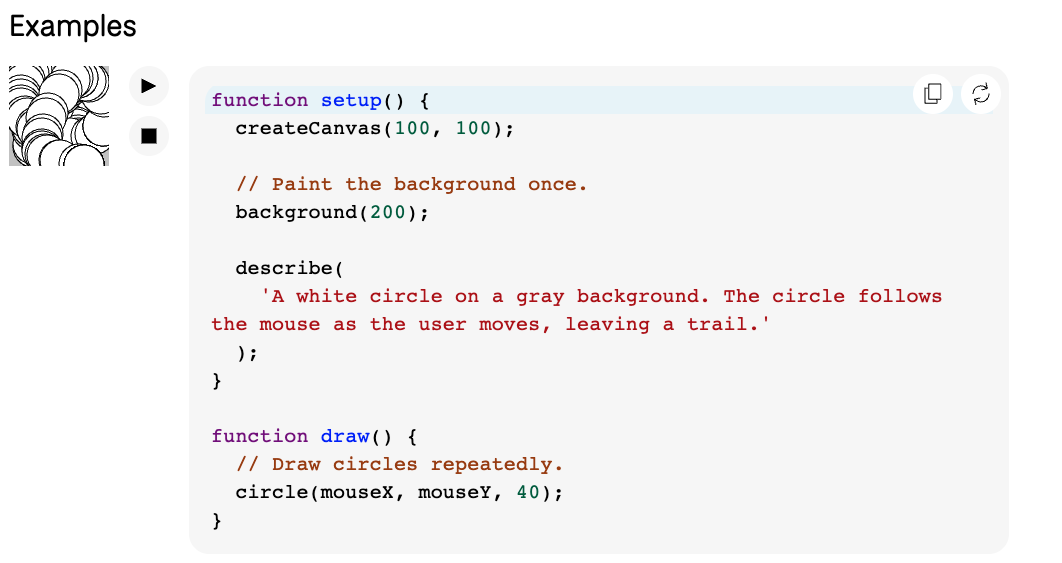 Examples
function setup() {
  createCanvas(100, 100);

  // Paint the background once.
  background(200);

  describe(
    'A white circle on a gray background. The circle follows
the mouse as the user moves, leaving a trail.'
  );
}

function draw() {
  // Draw circles repeatedly.
  circle(mouseX, mouseY, 40);
}